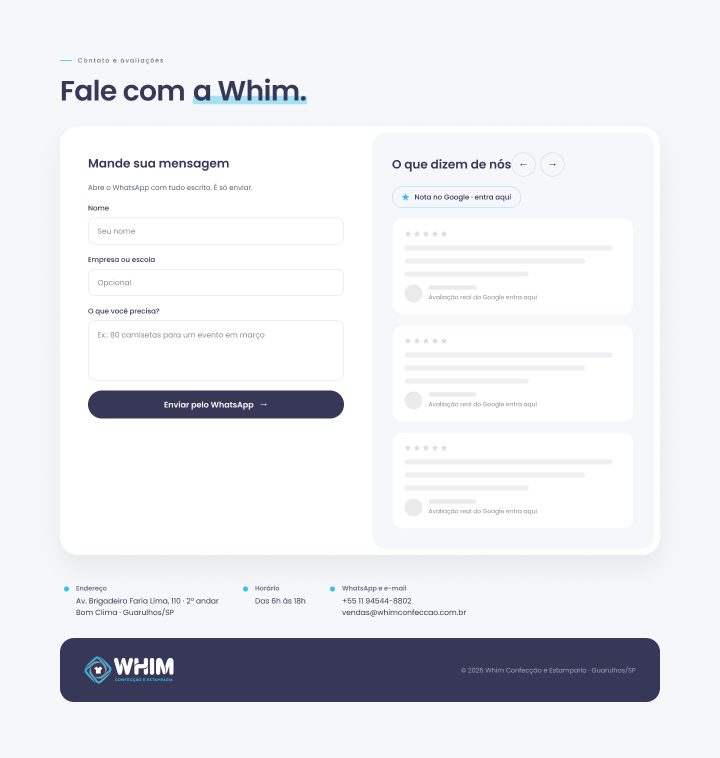 Contato e avaliações
Fale com a Whim.
Mande sua mensagem
Abre o WhatsApp com tudo escrito. É só enviar.
Nome
Seu nome
Empresa ou escola
Opcional
O que você precisa?
Ex.: 80 camisetas para um evento em março
Enviar pelo WhatsApp →
O que dizem de nós ← →
★ Nota no Google · entra aqui
★★★★★
Avaliação real do Google entra aqui
★★★★★
Avaliação real do Google entra aqui
★★★★★
Avaliação real do Google entra aqui
Endereço
Av. Brigadeiro Faria Lima, 110 · 2º andar
Bom Clima · Guarulhos/SP
Horário
Das 6h às 18h
WhatsApp e e-mail
+55 11 94544-8802
vendas@whimconfeccao.com.br
WHIM
CONFECÇÃO E ESTAMPARIA
© 2026 Whim Confecção e Estamparia · Guarulhos/SP